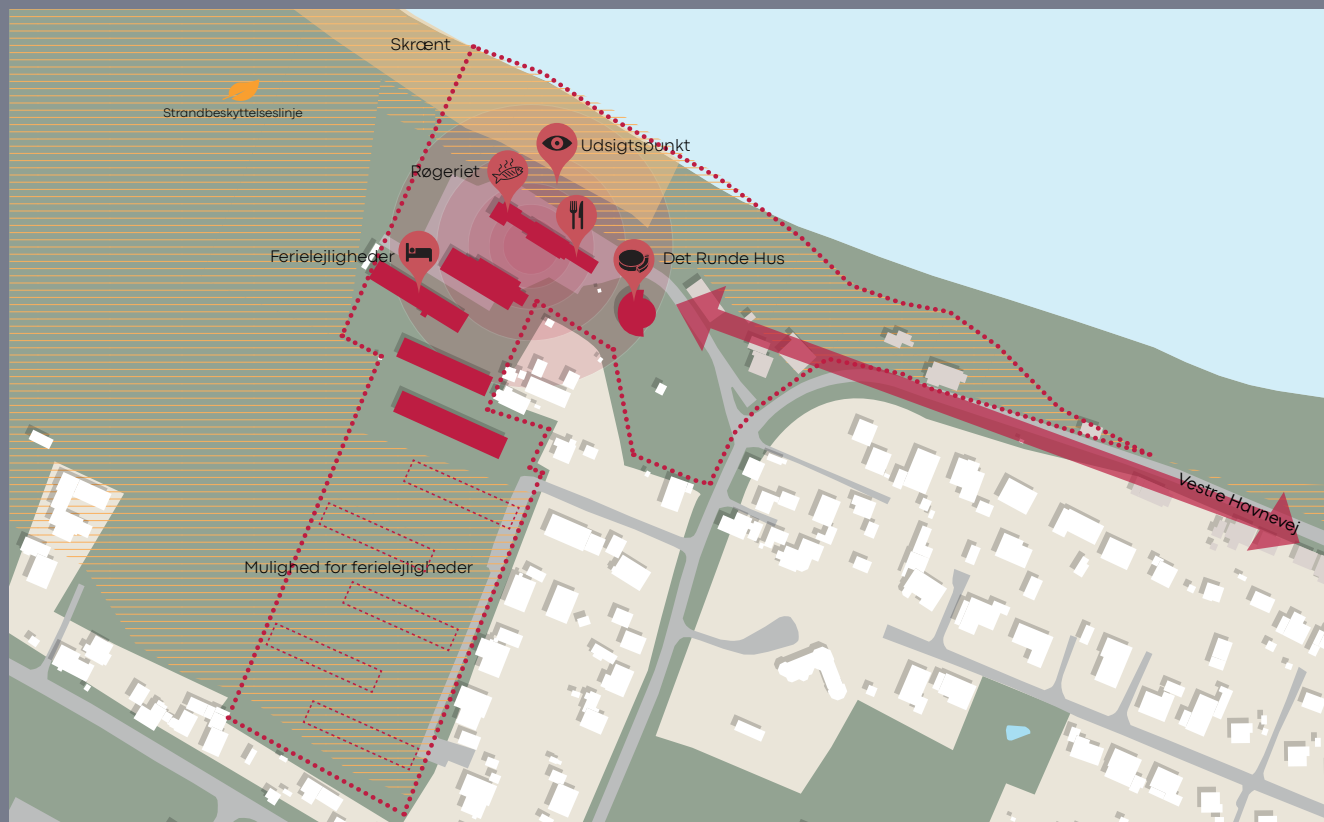 Skrænt
Strandbeskyttelseslinje
Udsigtspunkt
Røgeriet
Ferielejligheder
Det Runde Hus
Vestre Havnevej
Mulighed for ferielejligheder